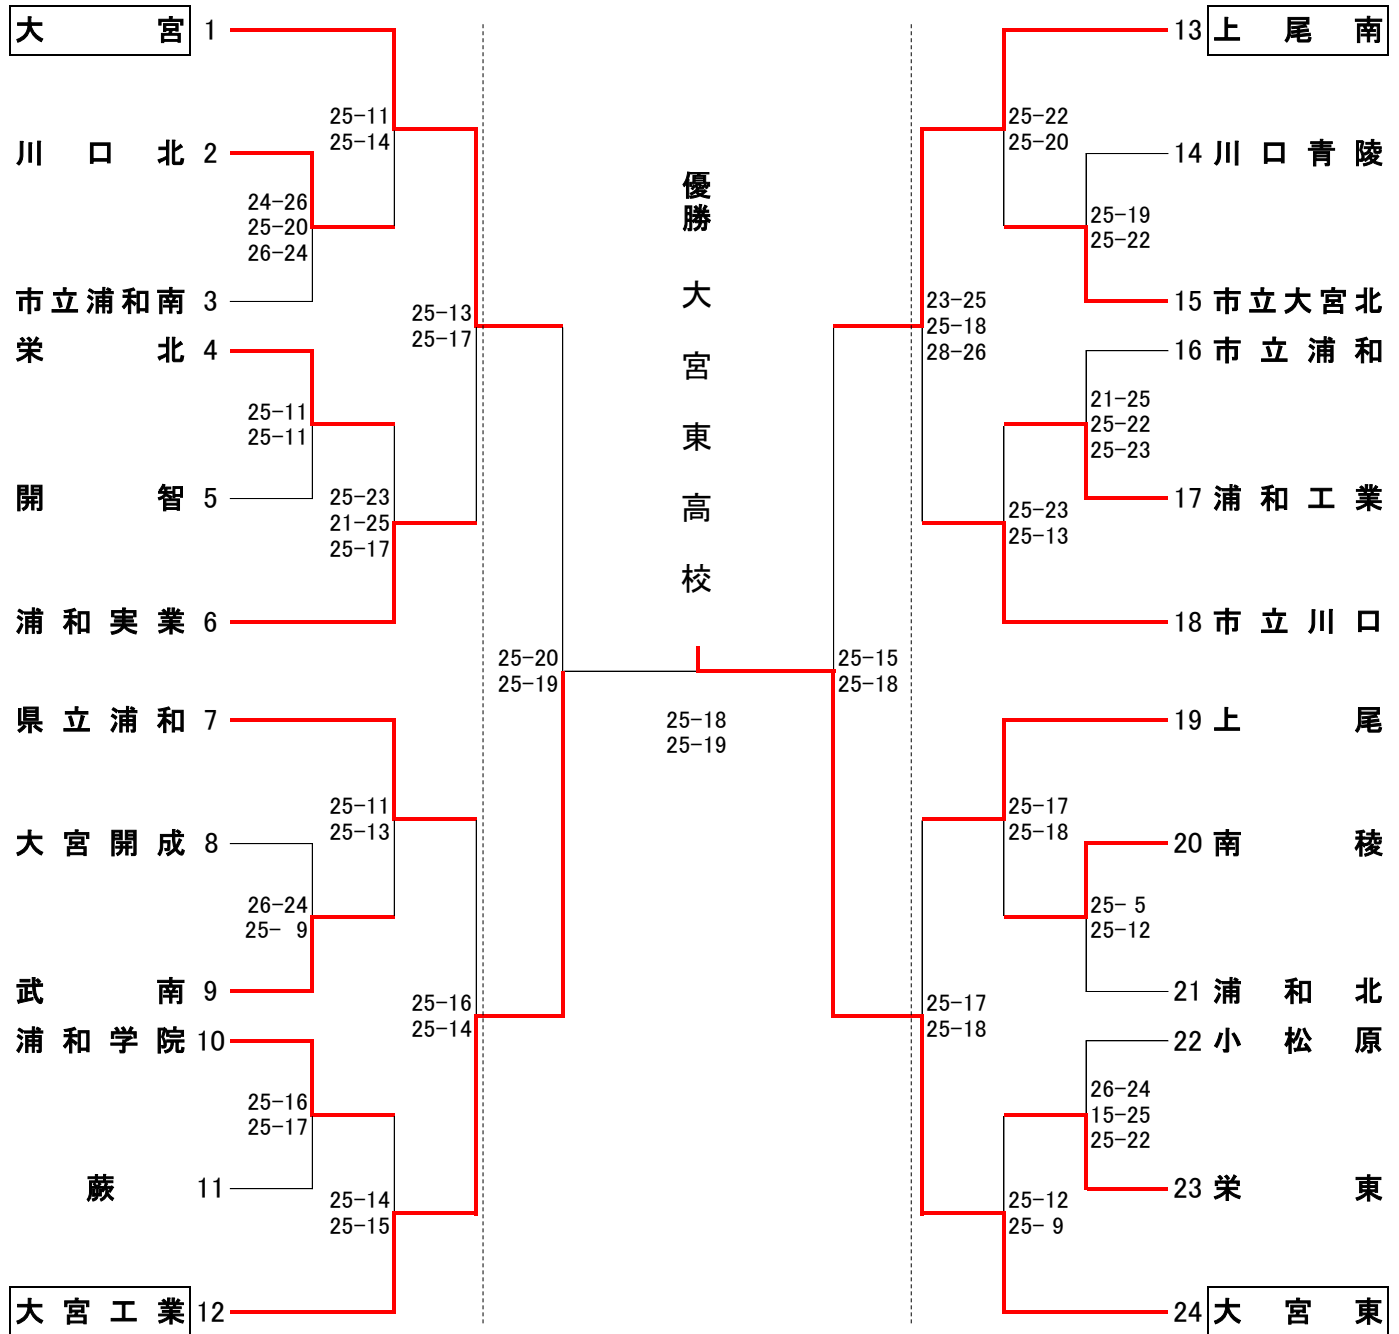 大宮 1
25-11
25-14
川口北 2
24-26
25-20
26-24
市立浦和南 3
25-13
25-17
栄北 4
25-11
25-11
開智 5
25-23
21-25
25-17
浦和実業 6
25-20
25-19
県立浦和 7
25-11
25-13
大宮開成 8
26-24
25- 9
武南 9
25-16
25-14
浦和学院 10
25-16
25-17
蕨 11
25-14
25-15
大宮工業 12
優勝
大宮東高校
25-18
25-19
13 上尾南
25-22
25-20
14 川口青陵
25-19
25-22
15 市立大宮北
23-25
25-18
28-26
16 市立浦和
21-25
25-22
25-23
17 浦和工業
25-23
25-13
18 市立川口
25-15
25-18
19 上尾
25-17
25-18
20 南稜
25- 5
25-12
21 浦和北
25-17
25-18
22 小松原
26-24
15-25
25-22
23 栄東
25-12
25- 9
24 大宮東